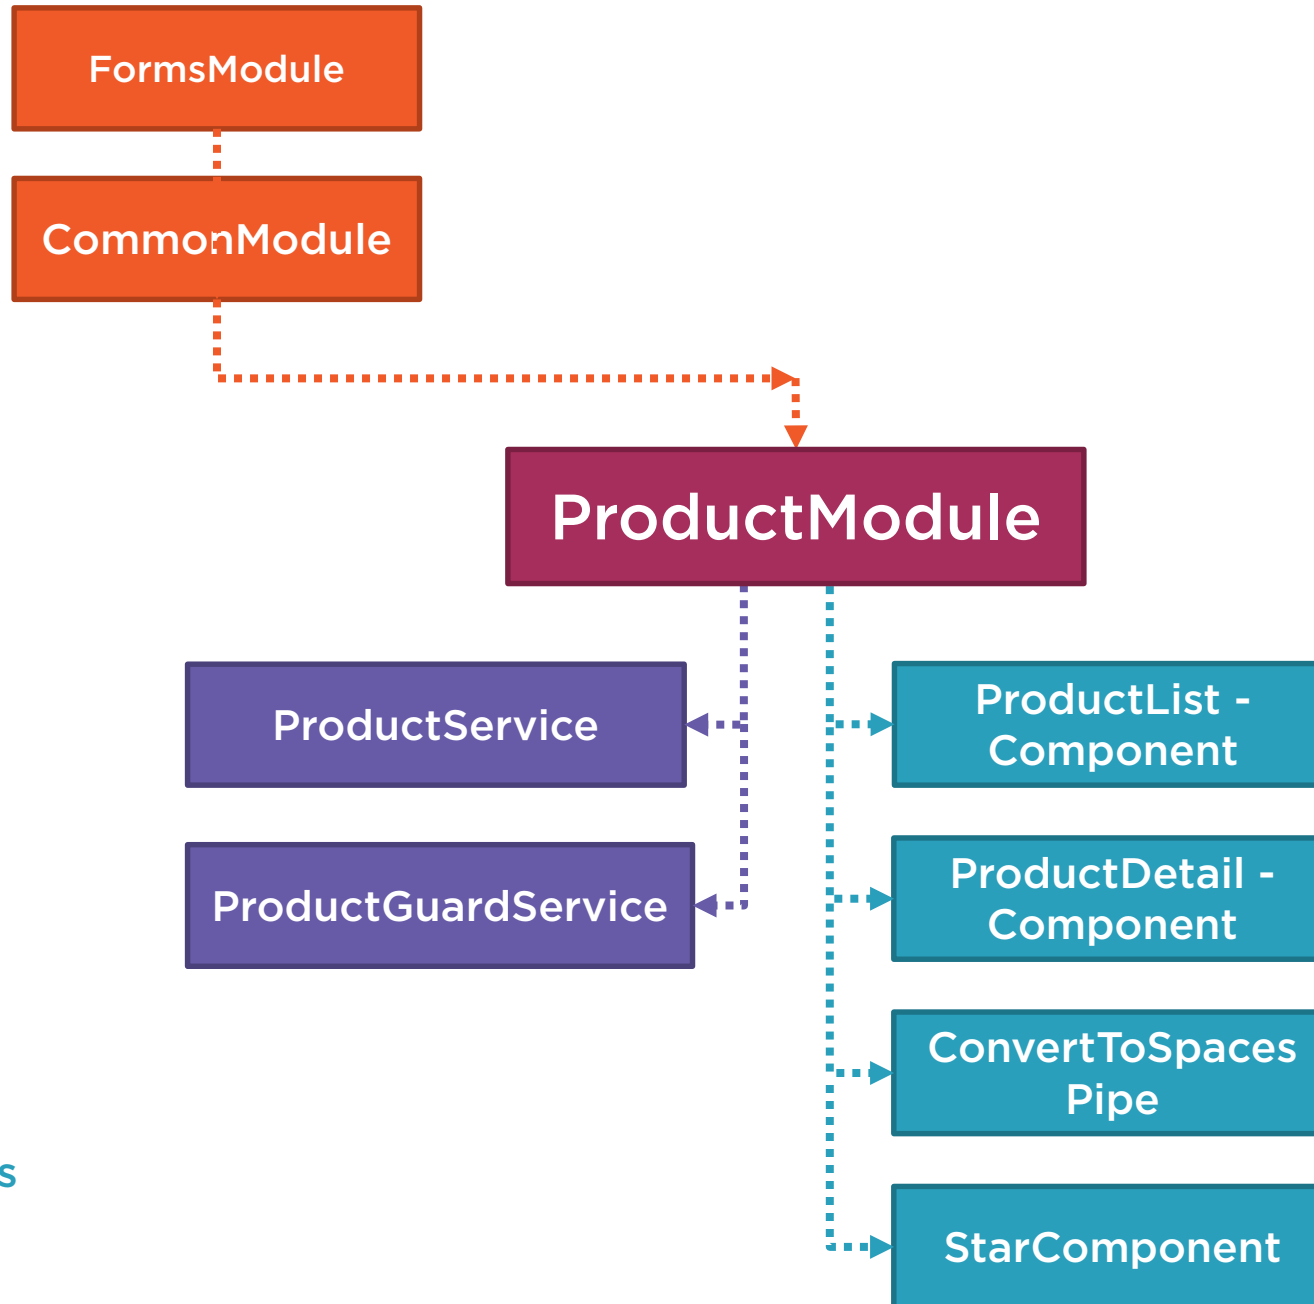 FormsModule
CommonModule
ProductModule
ProductService
ProductList -
Component
ProductGuardService
ProductDetail -
Component
ConvertToSpaces
Pipe
s
StarComponent